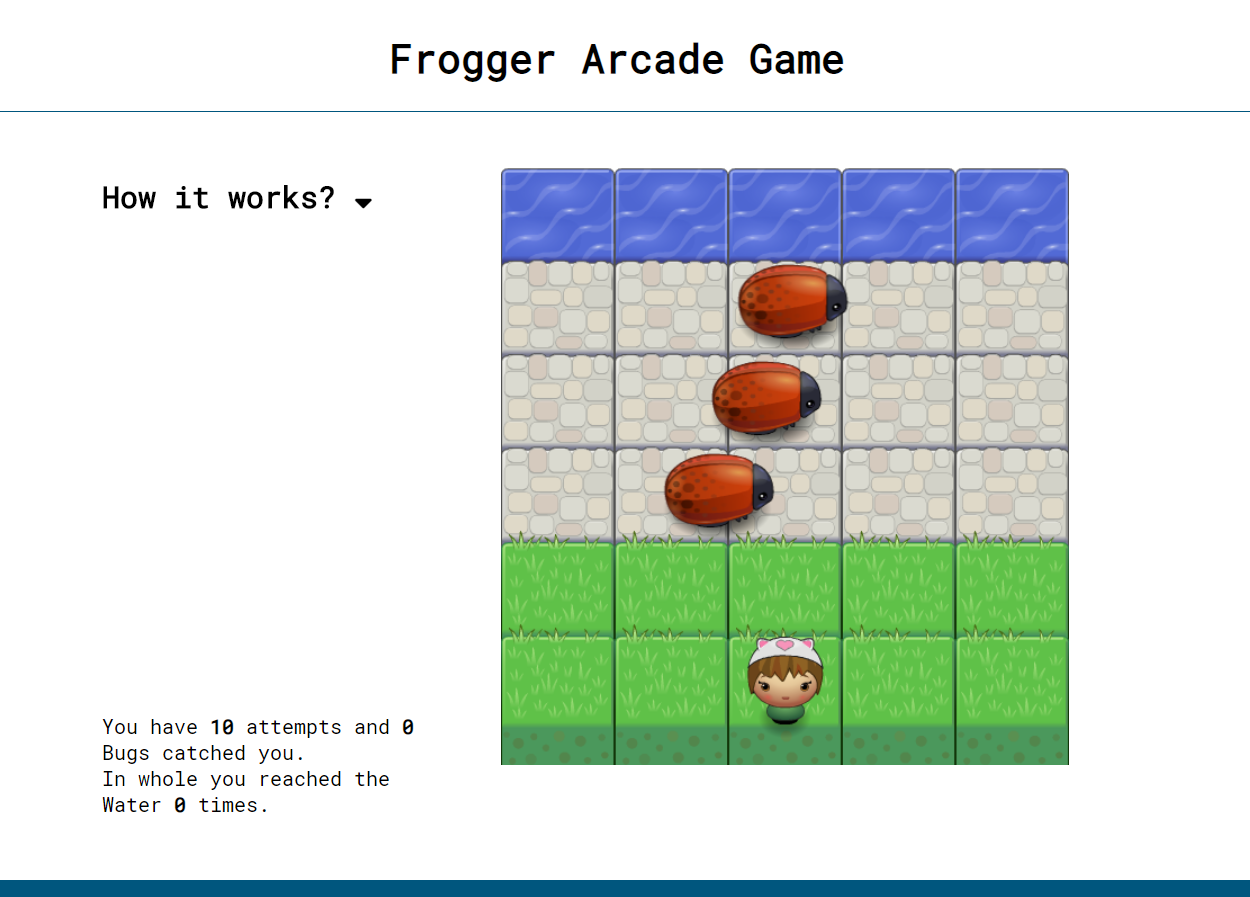 Frogger Arcade Game
How it works?
You have 10 attempts and 0
Bugs catched you.
In whole you reached the
Water 0 times.